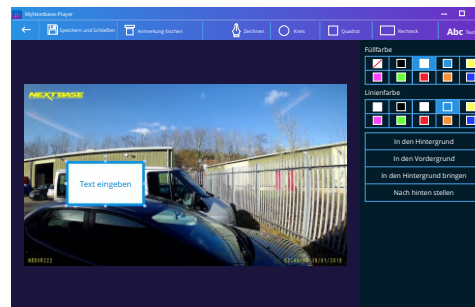 MyNextbase-Player
Speichern und Schließen
Anmerkung löschen
Zeichnen
Kreis
Quadrat
Rechteck
Abc Text
Füllfarbe
NEXTBASE
Linienfarbe
In den Hintergrund
In den Vordergrund
In den Hintergrund bringen
Text eingeben
Nach hinten stellen